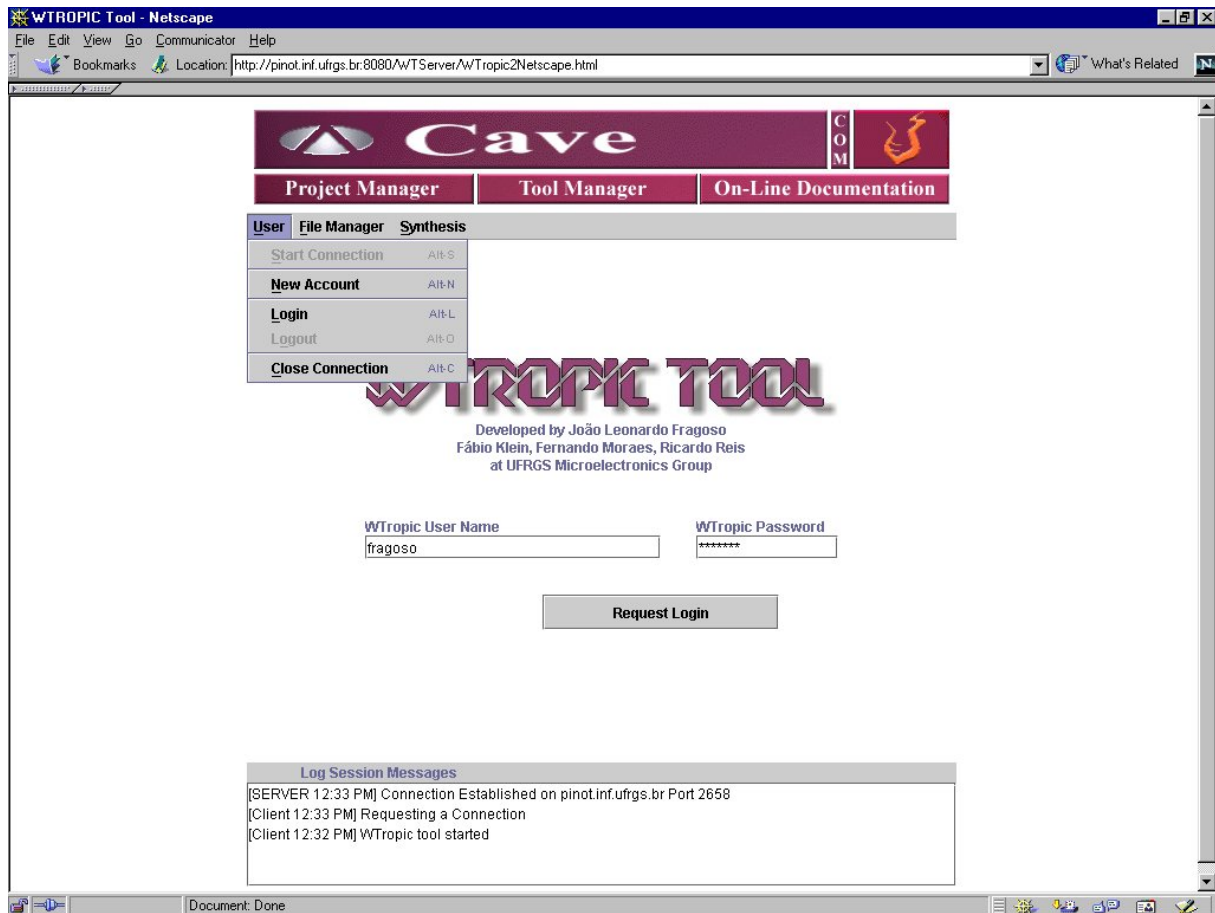 WTROPIC Tool - Netscape
File Edit View Go Communicator Help
Bookmarks Location: http://pinot.inf.ufrgs.br:8080/WTServer/WTropic2Netscape.html What's Related N
Cave COM
Project Manager Tool Manager On-Line Documentation
User File Manager Synthesis
Start Connection Alt-S
New Account Alt-N
Login Alt-L
Logout Alt-O
Close Connection Alt-C
WTROPIC TOOL
Developed by João Leonardo Fragoso
Fábio Klein, Fernando Moraes, Ricardo Reis
at UFRGS Microelectronics Group
WTropic User Name WTropic Password
fragoso *******
Request Login
Log Session Messages
[SERVER 12:33 PM] Connection Established on pinot.inf.ufrgs.br Port 2658
[Client 12:33 PM] Requesting a Connection
[Client 12:32 PM] WTropic tool started
Document: Done